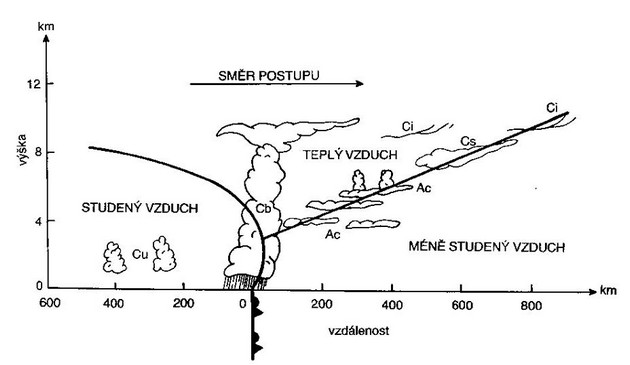 km
12
SMĚR POSTUPU
Ci
Ci
Cs
8
TEPLÝ VZDUCH
výška
Ac
STUDENÝ VZDUCH
Cb
4
Ac
MÉNĚ STUDENÝ VZDUCH
Cu
0
km
600 400 200 0 200 400 600 800
vzdálenost